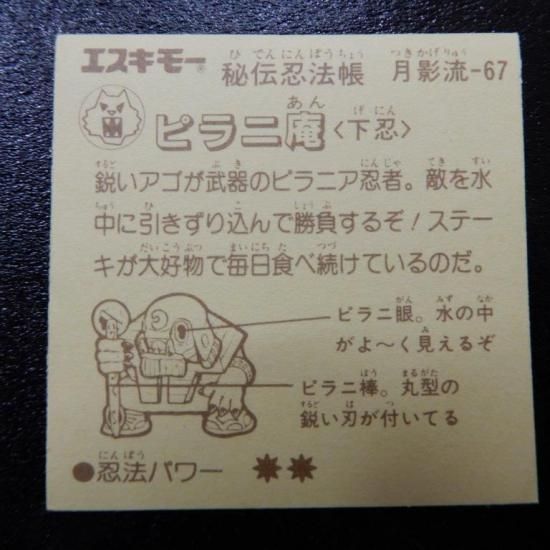 エスキモー® 秘伝忍法帳 月影流-67
ピラニ庵〈下忍〉
鋭いアゴが武器のピラニア忍者。敵を水
中に引きずり込んで勝負するぞ！ステー
キが大好物で毎日食べ続けているのだ。
ピラニ眼。水の中
がよ〜く見えるぞ
ピラニ棒。丸型の
鋭い刃が付いてる
●忍法パワー ✹✹